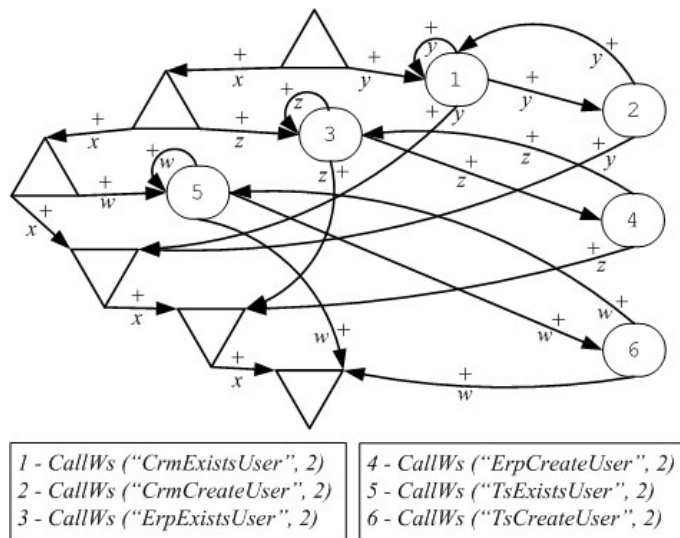 + x
+ y
+ y
1
+ y
+ y
2
+ x
+ z
+ z
3
+ y
+ z
+ y
+ x
+ w
+ w
5
z +
+ z
4
+ x
+ z
+ x
w +
w +
+ w
6
+ x
+ w
1 - CallWs (“CrmExistsUser”, 2)
2 - CallWs (“CrmCreateUser”, 2)
3 - CallWs (“ErpExistsUser”, 2)
4 - CallWs (“ErpCreateUser”, 2)
5 - CallWs (“TsExistsUser”, 2)
6 - CallWs (“TsCreateUser”, 2)